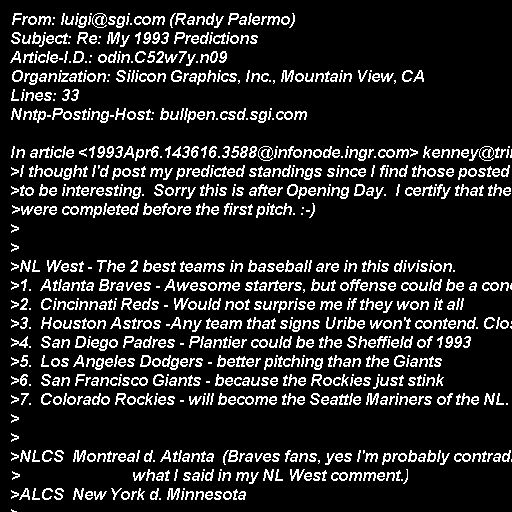 From: luigi@sgi.com (Randy Palermo)
Subject: Re: My 1993 Predictions
Article-I.D.: odin.C52w7y.n09
Organization: Silicon Graphics, Inc., Mountain View, CA
Lines: 33
Nntp-Posting-Host: bullpen.csd.sgi.com
In article <1993Apr6.143616.3588@infonode.ingr.com> kenney@tri
>I thought I'd post my predicted standings since I find those posted
>to be interesting.  Sorry this is after Opening Day.  I certify that the
>were completed before the first pitch. :-)
>
>
>NL West - The 2 best teams in baseball are in this division.
>1.  Atlanta Braves - Awesome starters, but offense could be a con
>2.  Cincinnati Reds - Would not surprise me if they won it all
>3.  Houston Astros -Any team that signs Uribe won't contend. Clos
>4.  San Diego Padres - Plantier could be the Sheffield of 1993
>5.  Los Angeles Dodgers - better pitching than the Giants
>6.  San Francisco Giants - because the Rockies just stink
>7.  Colorado Rockies - will become the Seattle Mariners of the NL.
>
>
>NLCS  Montreal d. Atlanta  (Braves fans, yes I'm probably contrad
>                        what I said in my NL West comment.)
>ALCS  New York d. Minnesota